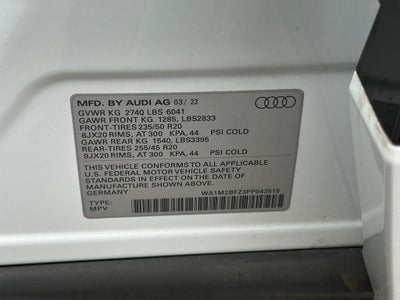 MFD. BY AUDI AG 03/23
GVWR KG 2740 LBS 6041
GAWR FRONT KG 1285, LBS2833
FRONT-TIRES 235/50 R20
8JX20 RIMS, AT 300 KPA, 44 PSI COLD
GAWR REAR KG 1540, LBS3395
REAR-TIRES 255/45 R20
9JX20 RIMS, AT 300 KPA, 44 PSI COLD
THIS VEHICLE CONFORMS TO ALL APPLICABLE
U.S. FEDERAL MOTOR VEHICLE SAFETY
STANDARDS IN EFFECT ON THE DATE OF
MANUFACTURE SHOWN ABOVE.
GERMANY WA1M2BFZ3PP043515
TYPE:
MPV